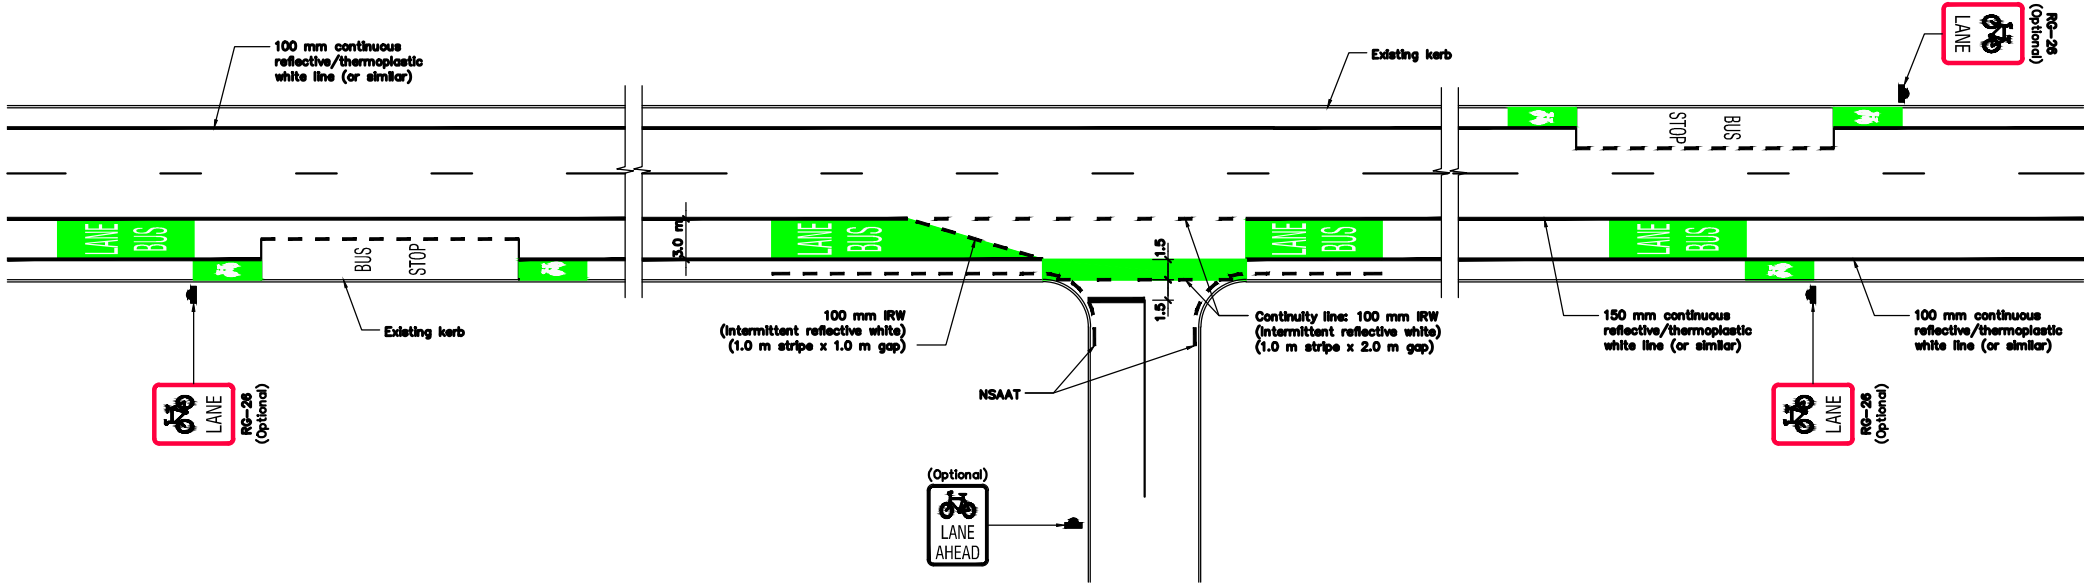 100 mm continuous
reflective/thermoplastic
white line (or similar)
Existing kerb
LANE
RG-26
(Optional)
STOP
BUS
LANE
BUS
BUS
STOP
3.0 m
LANE
BUS
1.5
1.5
LANE
BUS
LANE
BUS
Existing kerb
100 mm IRW
(intermittent reflective white)
(1.0 m stripe x 1.0 m gap)
Continuity line: 100 mm IRW
(intermittent reflective white)
(1.0 m stripe x 2.0 m gap)
150 mm continuous
reflective/thermoplastic
white line (or similar)
100 mm continuous
reflective/thermoplastic
white line (or similar)
NSAAT
LANE
RG-26
(Optional)
LANE
RG-26
(Optional)
(Optional)
LANE
AHEAD